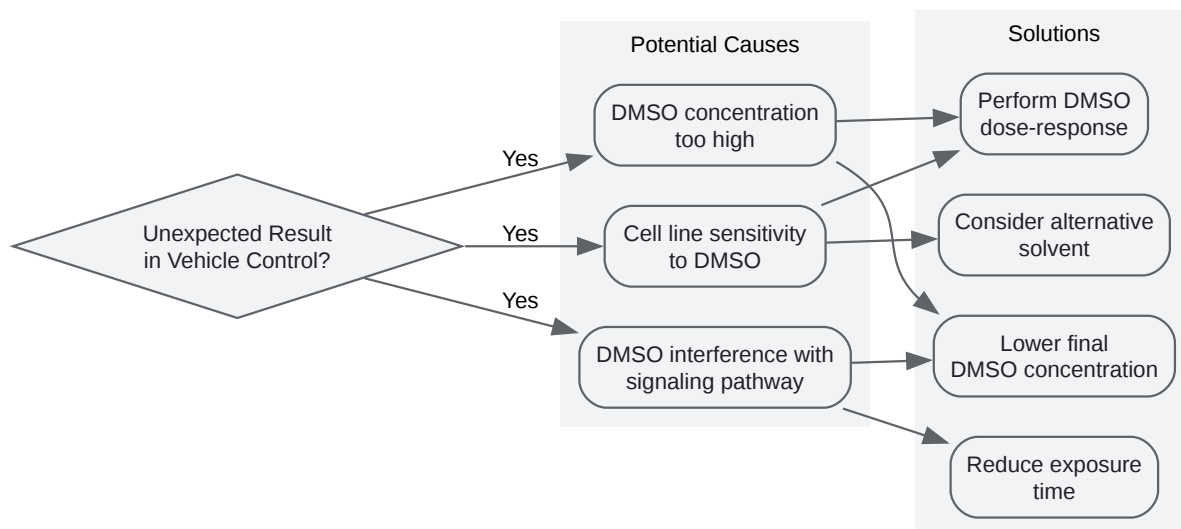 Unexpected Result
in Vehicle Control?
Yes
Yes
Yes
Potential Causes
DMSO concentration
too high
Cell line sensitivity
to DMSO
DMSO interference with
signaling pathway
Solutions
Perform DMSO
dose-response
Consider alternative
solvent
Lower final
DMSO concentration
Reduce exposure
time